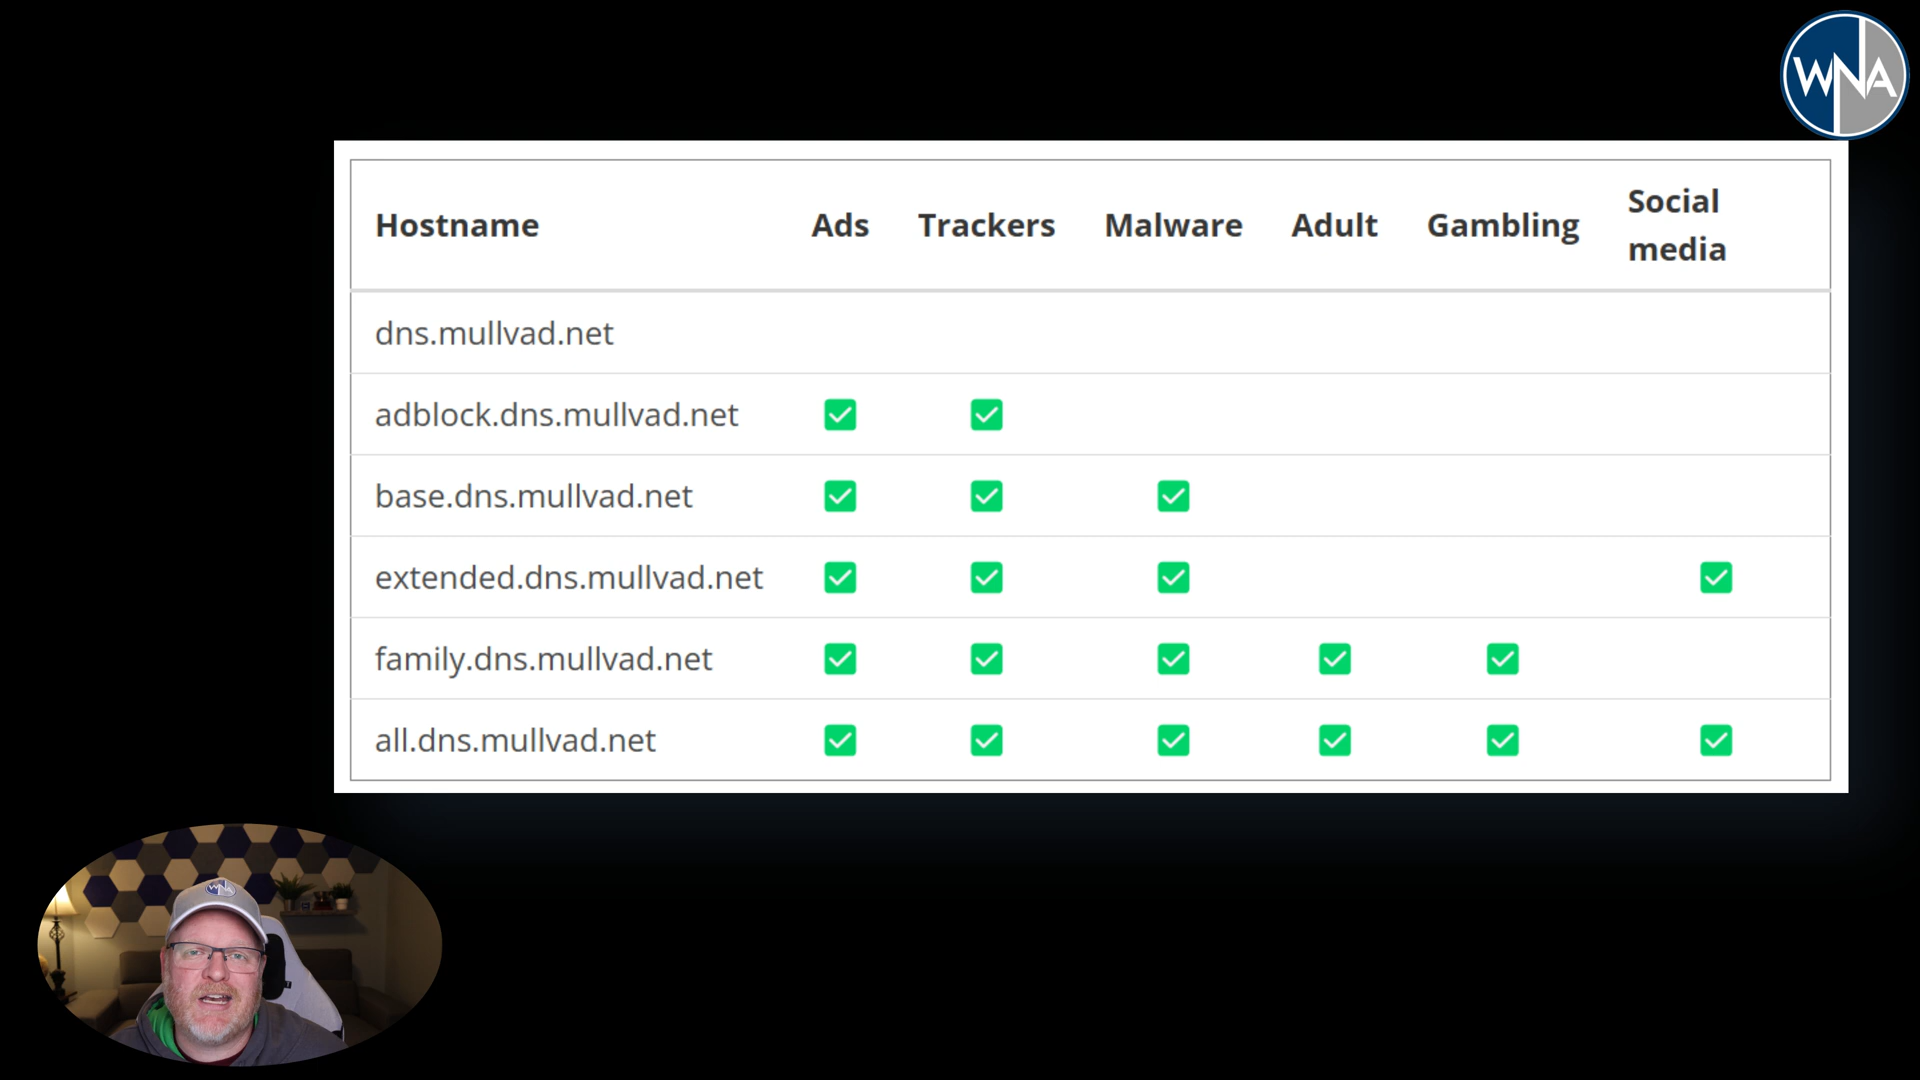 WNA
Hostname Ads Trackers Malware Adult Gambling Social media
dns.mullvad.net
adblock.dns.mullvad.net
base.dns.mullvad.net
extended.dns.mullvad.net
family.dns.mullvad.net
all.dns.mullvad.net
WNA